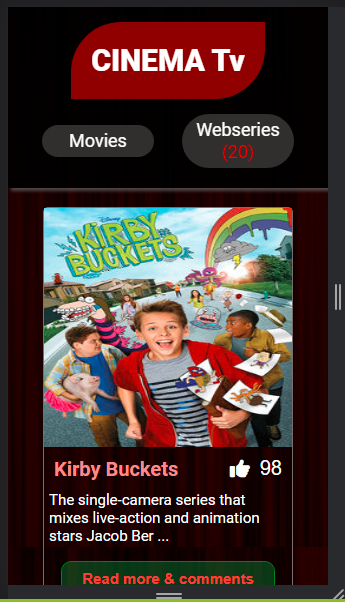 CINEMA Tv
Movies
Webseries
(20)
Disney
KIRBY
BUCKETS
Kirby Buckets
98
The single-camera series that
mixes live-action and animation
stars Jacob Ber ...
Read more & comments